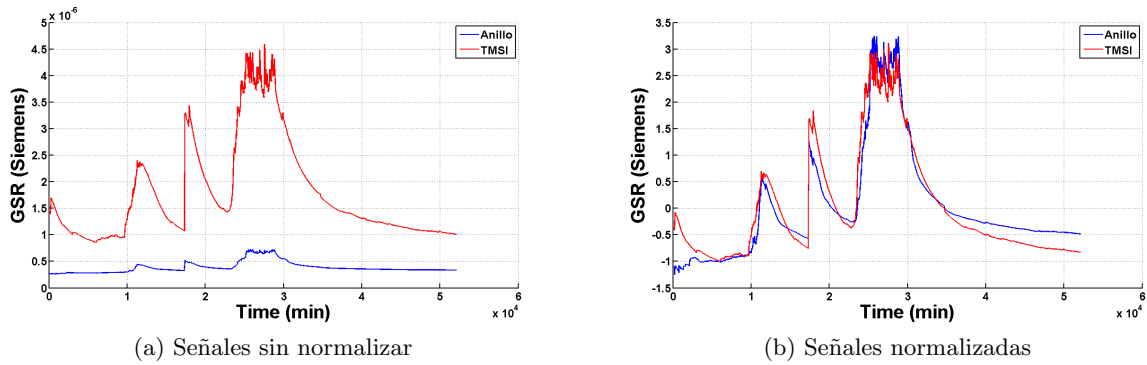 x 10^-6
5
4.5
4
3.5
3
2.5
2
1.5
1
0.5
0
GSR (Siemens)
0 1 2 3 4 5 6
Time (min)
x 10^4
Anillo
TMSI
(a) Señales sin normalizar
3.5
3
2.5
2
1.5
1
0.5
0
-0.5
-1
-1.5
GSR (Siemens)
0 1 2 3 4 5 6
Time (min)
x 10^4
Anillo
TMSI
(b) Señales normalizadas